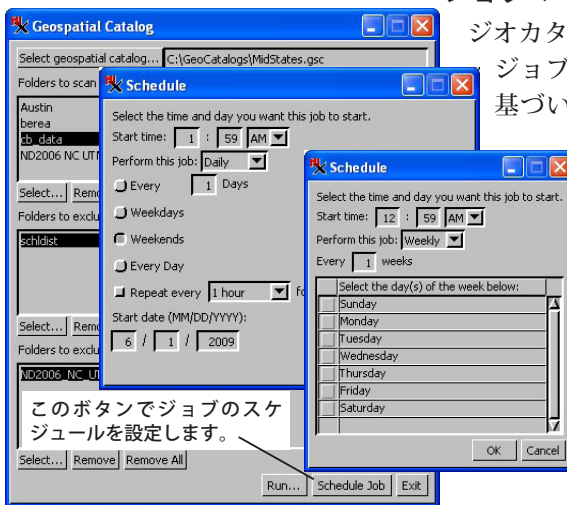 ジオカタ
ジョブ
基づい
Geospatial Catalog
Select geospatial catalog... C:\GeoCatalogs\MidStates.gsc
Folders to scan
Austin
berea
cb_data
Select...
Folders to exclu
schldist
Select...
Folders to exclu
Select... Remove Remove All
Run... Schedule Job Exit
Schedule
Select the time and day you want this job to start.
Start time: 1 : 59 AM
Perform this job: Daily
Every 1 Days
Weekdays
Weekends
Every Day
Repeat every 1 hour
Start date (MM/DD/YYYY):
6 / 1 / 2009
Schedule
Select the time and day you want this job to start.
Start time: 12 : 59 AM
Perform this job: Weekly
Every 1 weeks
Select the day(s) of the week below:
Sunday
Monday
Tuesday
Wednesday
Thursday
Friday
Saturday
OK Cancel
このボタンでジョブのスケ
ジュールを設定します。